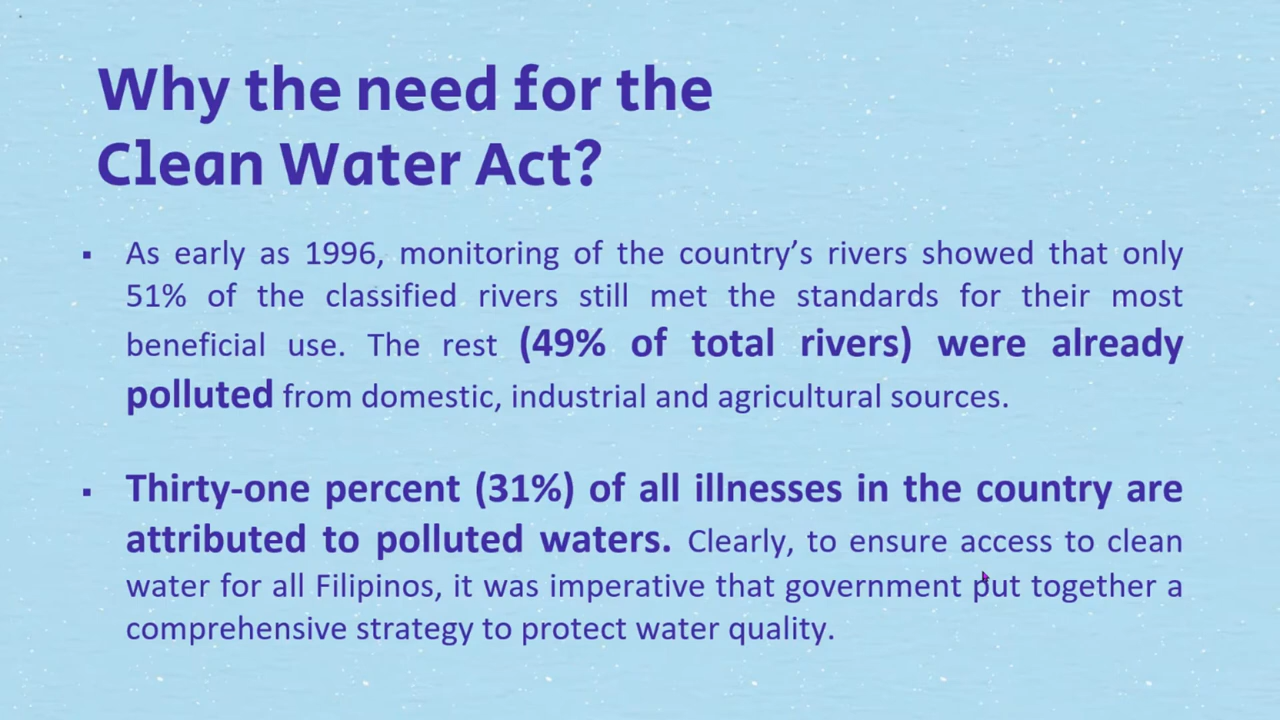 Why the need for the
Clean Water Act?
▪ As early as 1996, monitoring of the country’s rivers showed that only
51% of the classified rivers still met the standards for their most
beneficial use. The rest (49% of total rivers) were already
polluted from domestic, industrial and agricultural sources.
▪ Thirty-one percent (31%) of all illnesses in the country are
attributed to polluted waters. Clearly, to ensure access to clean
water for all Filipinos, it was imperative that government put together a
comprehensive strategy to protect water quality.